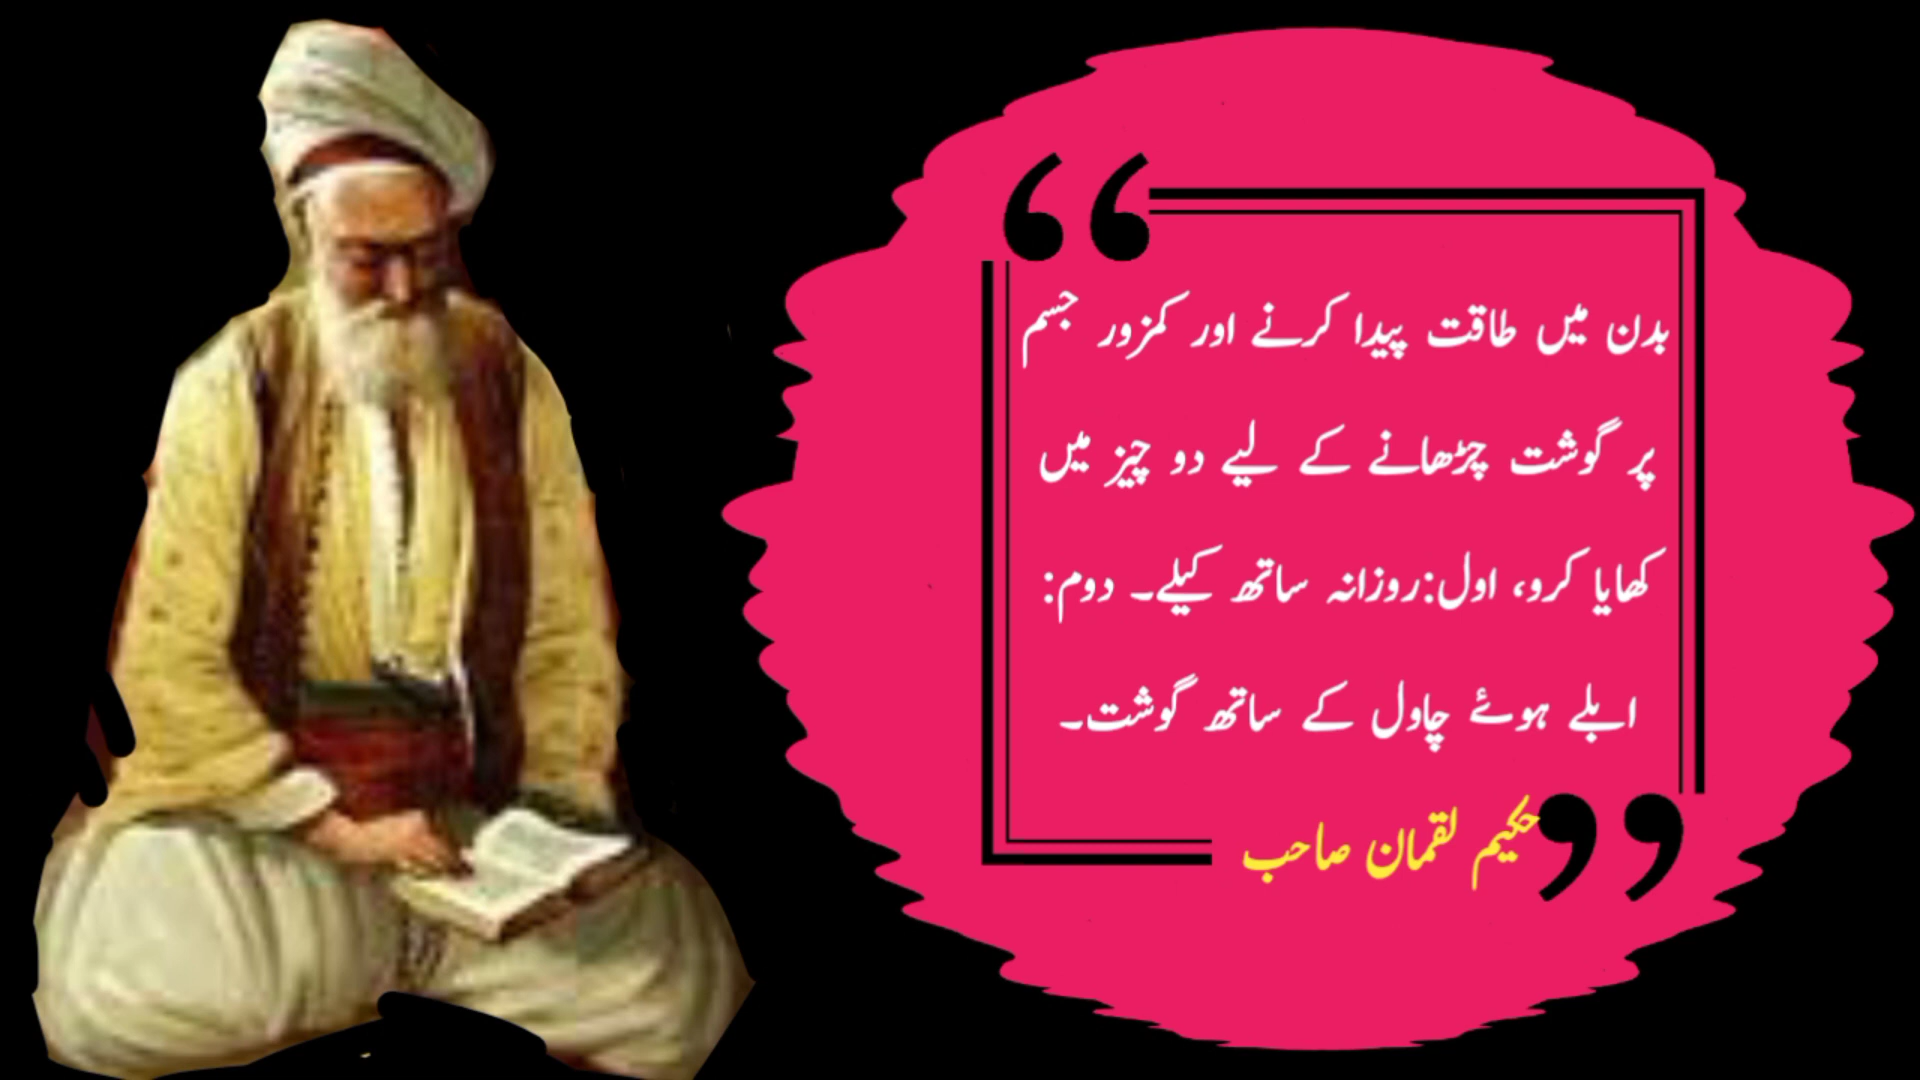 بدن میں طاقت پیدا کرنے اور کمزور جسم
پر گوشت چڑھانے کے لیے دو چیز میں
کھایا کرو، اول:روزانہ ساتھ کیلے۔ دوم:
ابلے ہوئے چاول کے ساتھ گوشت۔
حکیم لقمان صاحب